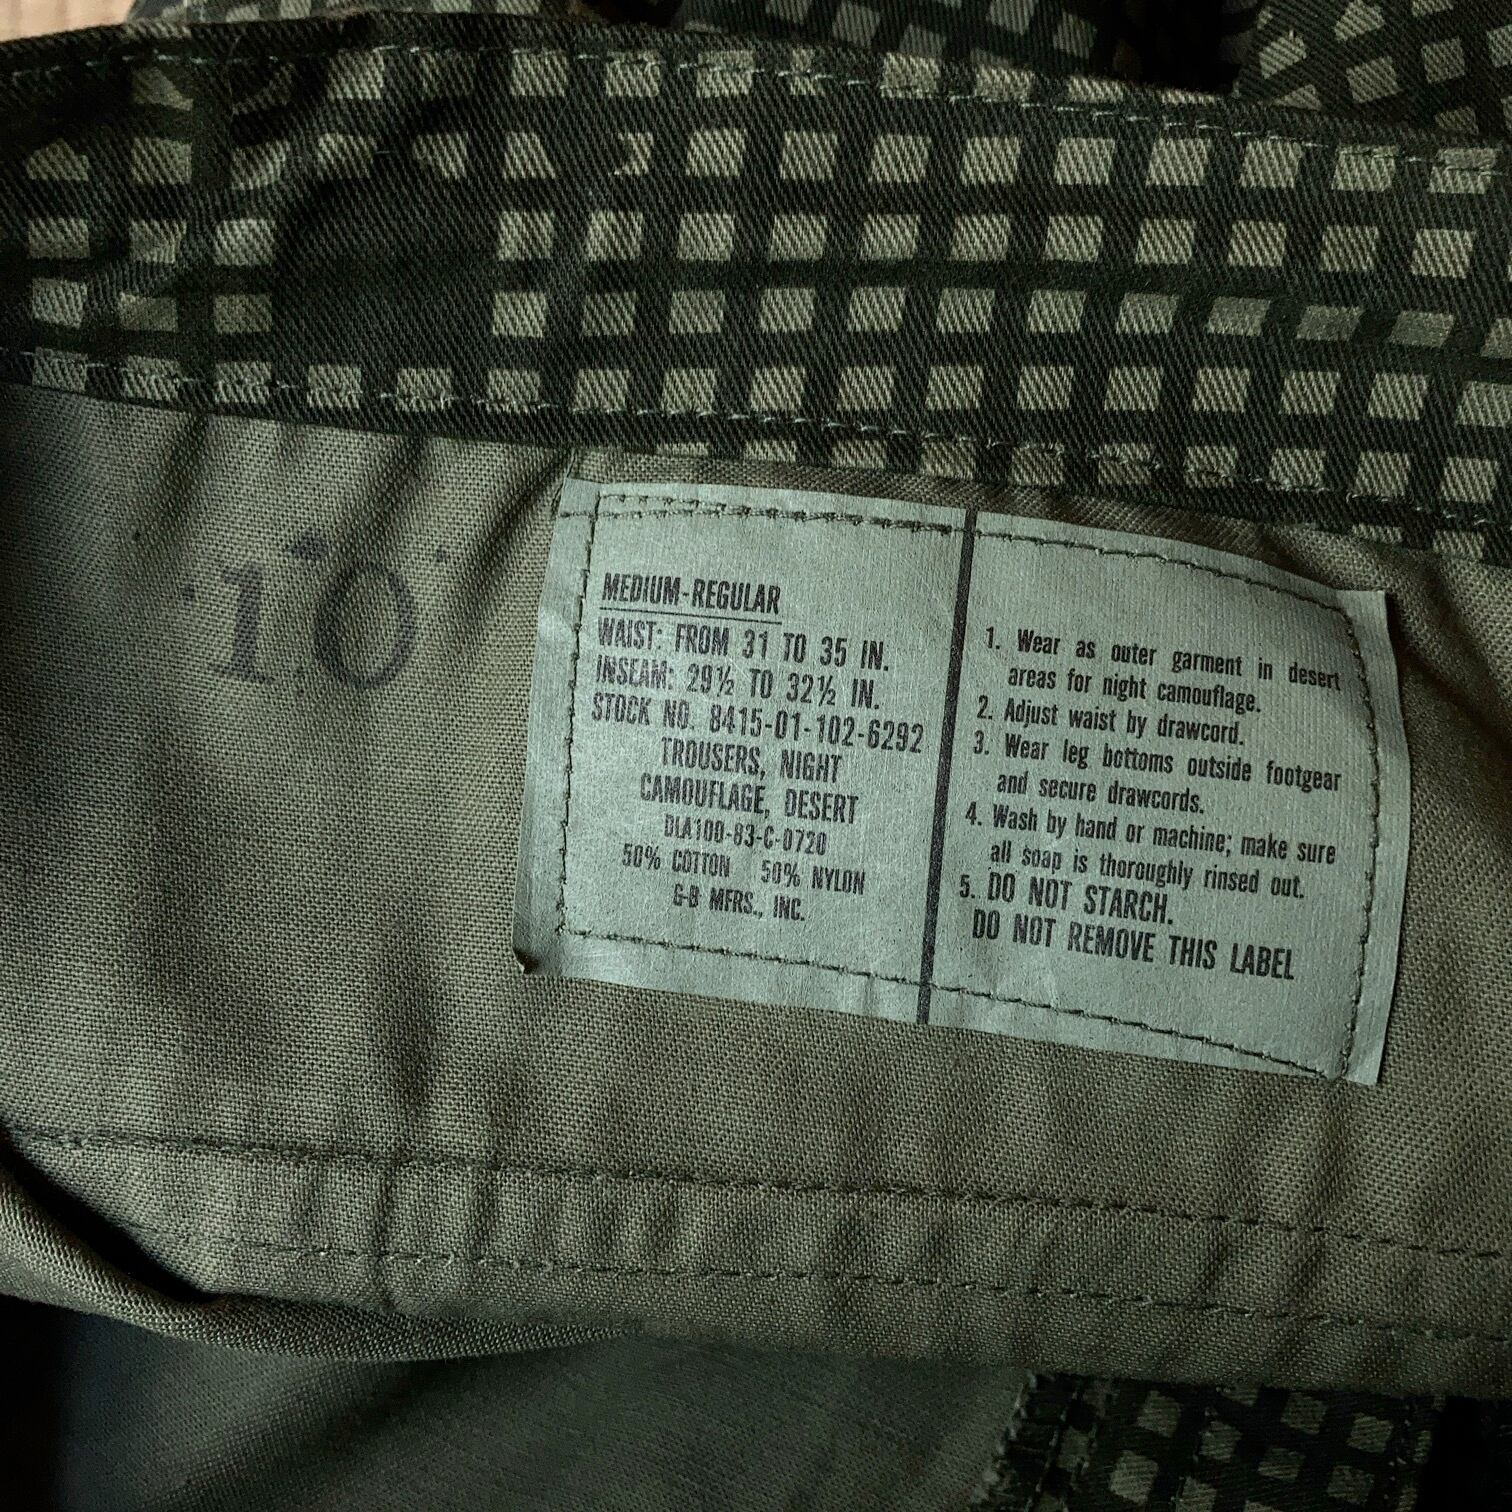 10
MEDIUM-REGULAR
WAIST: FROM 31 TO 35 IN.
INSEAM: 29½ TO 32½ IN.
STOCK NO. 8415-01-102-6292
TROUSERS, NIGHT
CAMOUFLAGE, DESERT
DLA100-83-C-0720
50% COTTON 50% NYLON
G-B MFRS., INC.
1. Wear as outer garment in desert
areas for night camouflage.
2. Adjust waist by drawcord.
3. Wear leg bottoms outside footgear
and secure drawcords.
4. Wash by hand or machine; make sure
all soap is thoroughly rinsed out.
5. DO NOT STARCH.
DO NOT REMOVE THIS LABEL